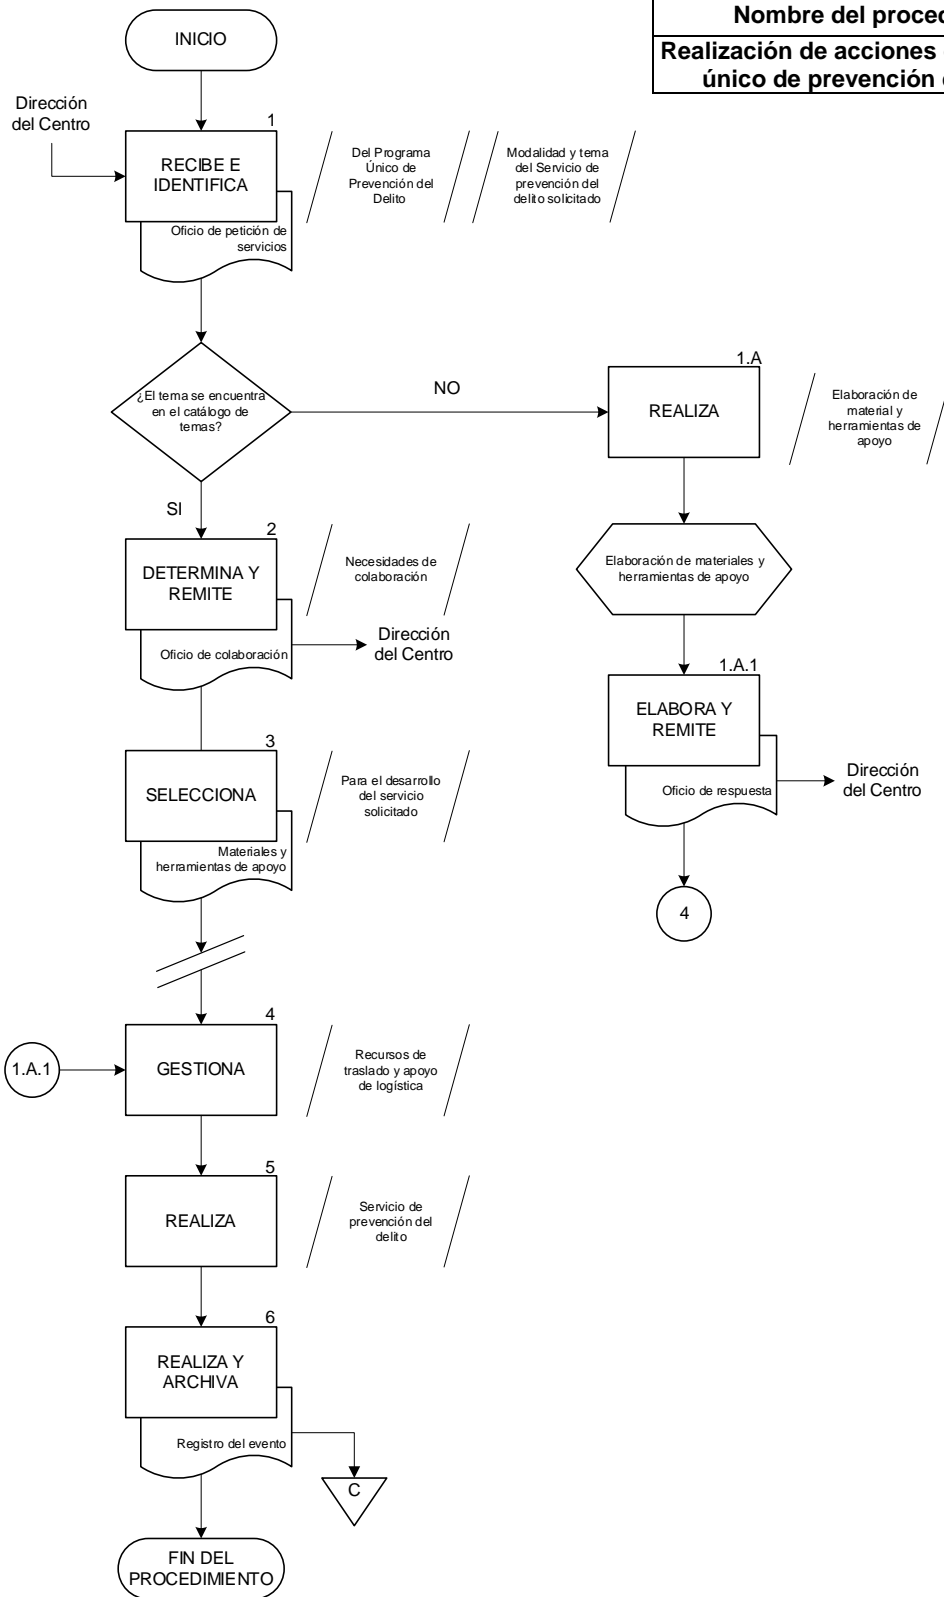 Nombre del proced
Realización de acciones
único de prevención
INICIO
Dirección
del Centro
1
RECIBE E
IDENTIFICA
Oficio de petición de
servicios
Del Programa
Único de
Prevención del
Delito
Modalidad y tema
del Servicio de
prevención del
delito solicitado
¿El tema se encuentra
en el catálogo de
temas?
NO
SI
1.A
REALIZA
Elaboración de
material y
herramientas de
apoyo
Elaboración de materiales y
herramientas de apoyo
1.A.1
ELABORA Y
REMITE
Oficio de respuesta
Dirección
del Centro
4
2
DETERMINA Y
REMITE
Oficio de colaboración
Necesidades de
colaboración
Dirección
del Centro
3
SELECCIONA
Materiales y
herramientas de apoyo
Para el desarrollo
del servicio
solicitado
1.A.1
4
GESTIONA
Recursos de
traslado y apoyo
de logística
5
REALIZA
Servicio de
prevención del
delito
6
REALIZA Y
ARCHIVA
Registro del evento
C
FIN DEL
PROCEDIMIENTO